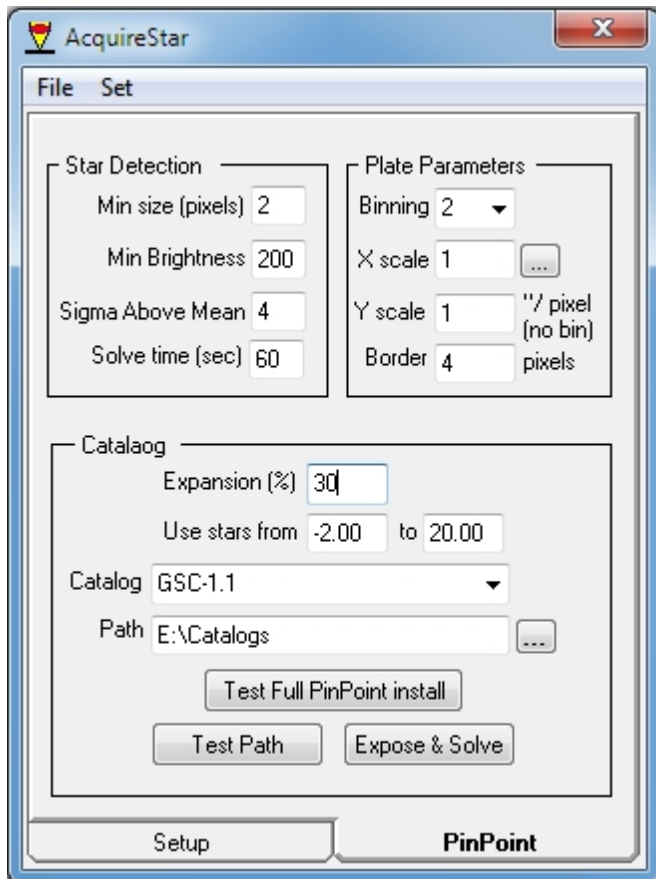 AcquireStar
File Set
Star Detection
Min size (pixels) 2
Min Brightness 200
Sigma Above Mean 4
Solve time (sec) 60
Plate Parameters
Binning 2
X scale 1 ...
Y scale 1 "/ pixel (no bin)
Border 4 pixels
Catalaog
Expansion (%) 30
Use stars from -2.00 to 20.00
Catalog GSC-1.1
Path E:\Catalogs ...
Test Full PinPoint install
Test Path Expose & Solve
Setup PinPoint